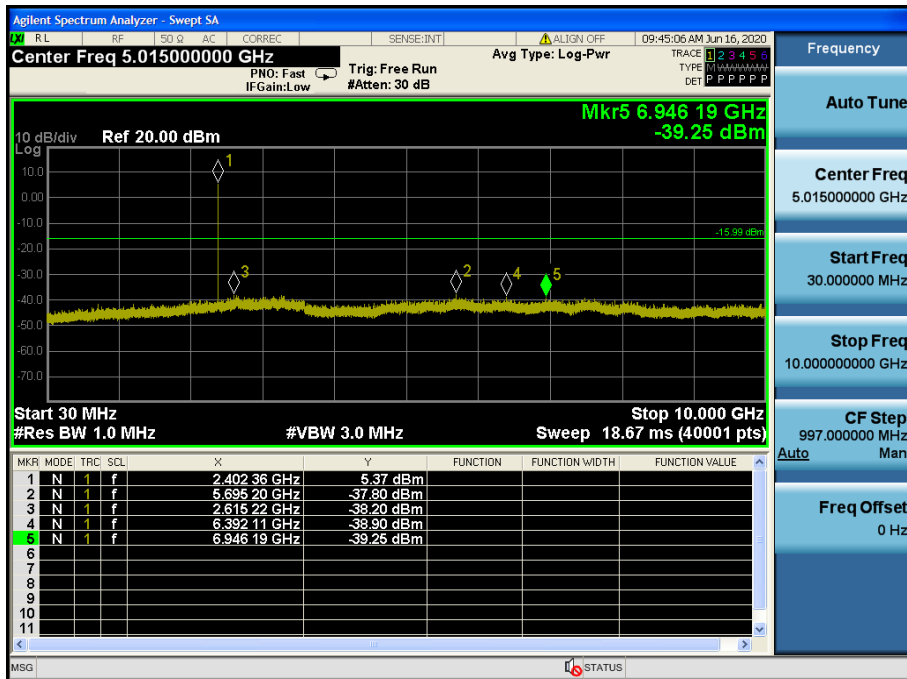 Agilent Spectrum Analyzer - Swept SA
LXI RL RF 50 Ω AC CORREC SENSE:INT ALIGN OFF 09:45:06 AM Jun 16, 2020
Center Freq 5.015000000 GHz
PNO: Fast
IFGain:Low
Trig: Free Run
#Atten: 30 dB
Avg Type: Log-Pwr
TRACE 1 2 3 4 5 6
TYPE M WWWWW
DET P P P P P P
Mkr5 6.946 19 GHz
-39.25 dBm
10 dB/div Ref 20.00 dBm
Log
10.0
0.00
-10.0
-20.0
-30.0
-40.0
-50.0
-60.0
-70.0
1
3
2
4
5
-15.99 dBm
Start 30 MHz Stop 10.000 GHz
#Res BW 1.0 MHz #VBW 3.0 MHz Sweep 18.67 ms (40001 pts)
MKR MODE TRC SCL X Y FUNCTION FUNCTION WIDTH FUNCTION VALUE
1 N 1 f 2.402 36 GHz 5.37 dBm
2 N 1 f 5.695 20 GHz -37.80 dBm
3 N 1 f 2.615 22 GHz -38.20 dBm
4 N 1 f 6.392 11 GHz -38.90 dBm
5 N 1 f 6.946 19 GHz -39.25 dBm
6
7
8
9
10
11
MSG STATUS
Frequency
Auto Tune
Center Freq
5.015000000 GHz
Start Freq
30.000000 MHz
Stop Freq
10.000000000 GHz
CF Step
997.000000 MHz
Auto Man
Freq Offset
0 Hz